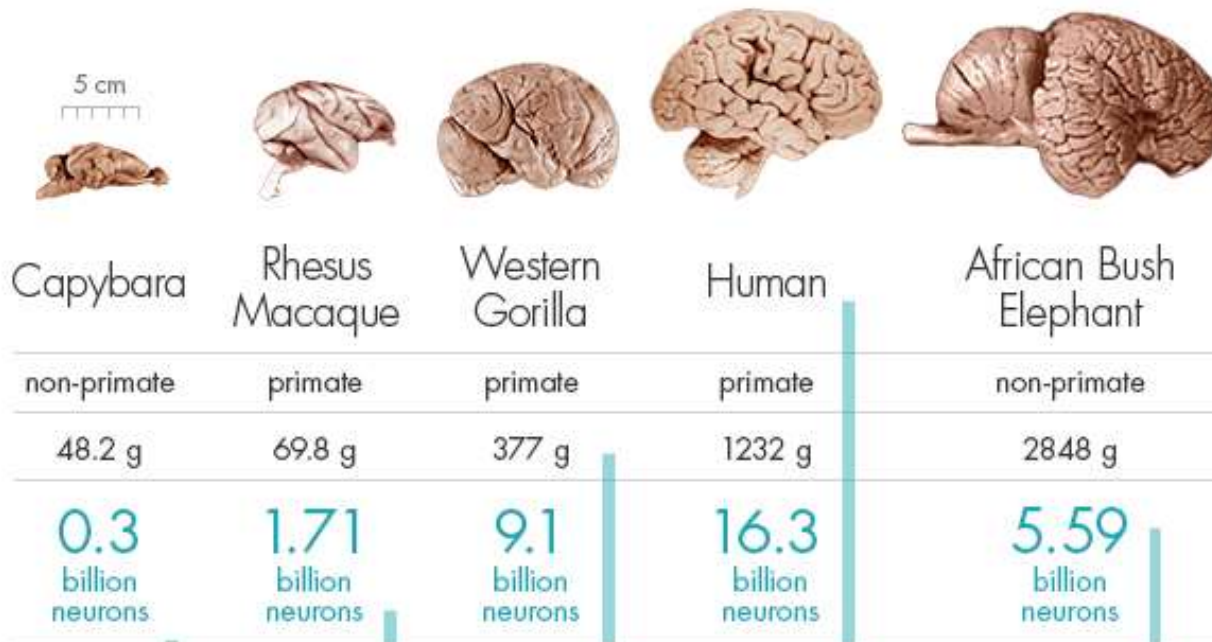 5 cm
Capybara
Rhesus
Macaque
Western
Gorilla
Human
African Bush
Elephant
non-primate
primate
primate
primate
non-primate
48.2 g
69.8 g
377 g
1232 g
2848 g
0.3
billion
neurons
1.71
billion
neurons
9.1
billion
neurons
16.3
billion
neurons
5.59
billion
neurons